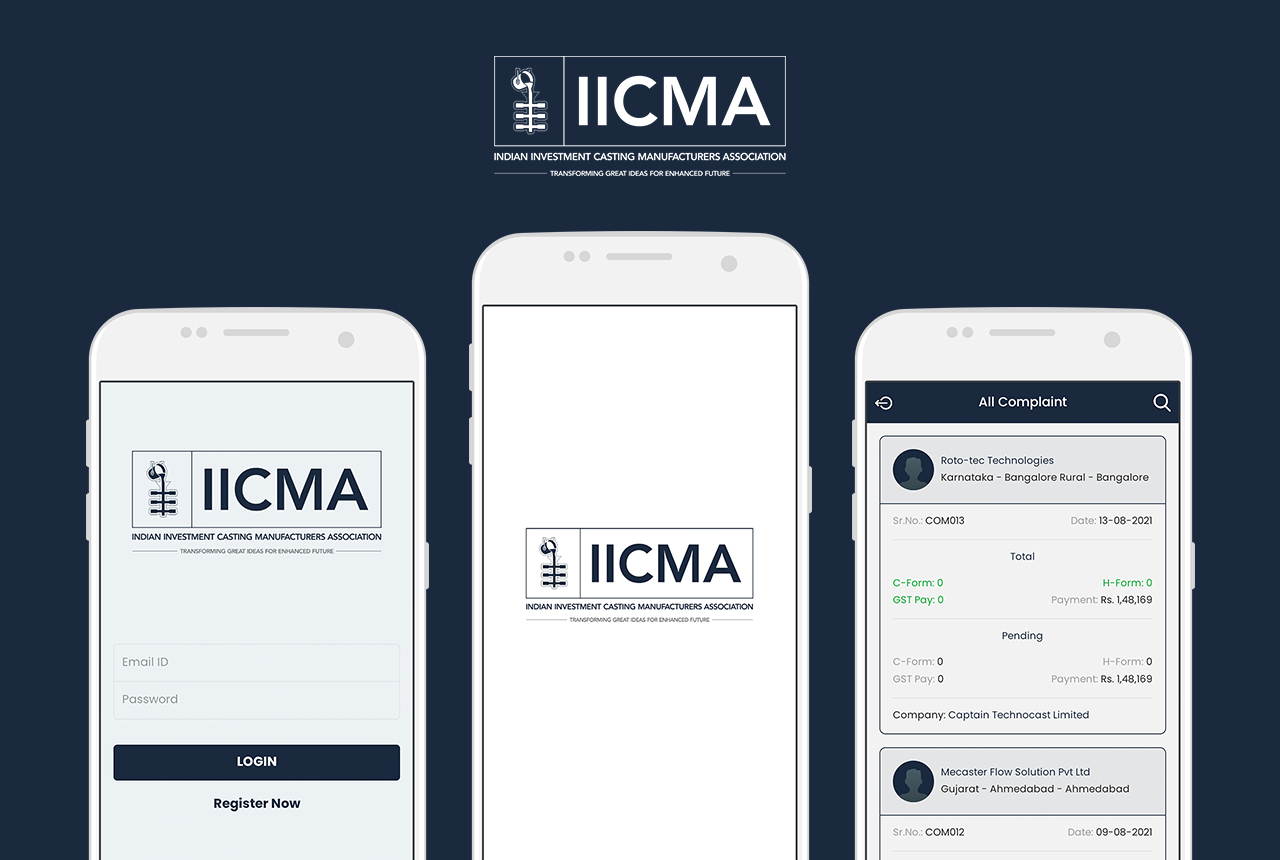 IICMA
INDIAN INVESTMENT CASTING MANUFACTURERS ASSOCIATION
TRANSFORMING GREAT IDEAS FOR ENHANCED FUTURE
IICMA
INDIAN INVESTMENT CASTING MANUFACTURERS ASSOCIATION
TRANSFORMING GREAT IDEAS FOR ENHANCED FUTURE
Email ID
Password
LOGIN
Register Now
IICMA
INDIAN INVESTMENT CASTING MANUFACTURERS ASSOCIATION
TRANSFORMING GREAT IDEAS FOR ENHANCED FUTURE
All Complaint
Roto-tec Technologies
Karnataka - Bangalore Rural - Bangalore
Sr.No.: COM013 Date: 13-08-2021
Total
C-Form: 0 H-Form: 0
GST Pay: 0 Payment: Rs. 1,48,169
Pending
C-Form: 0 H-Form: 0
GST Pay: 0 Payment: Rs. 1,48,169
Company: Captain Technocast Limited
Mecaster Flow Solution Pvt Ltd
Gujarat - Ahmedabad - Ahmedabad
Sr.No.: COM012 Date: 09-08-2021